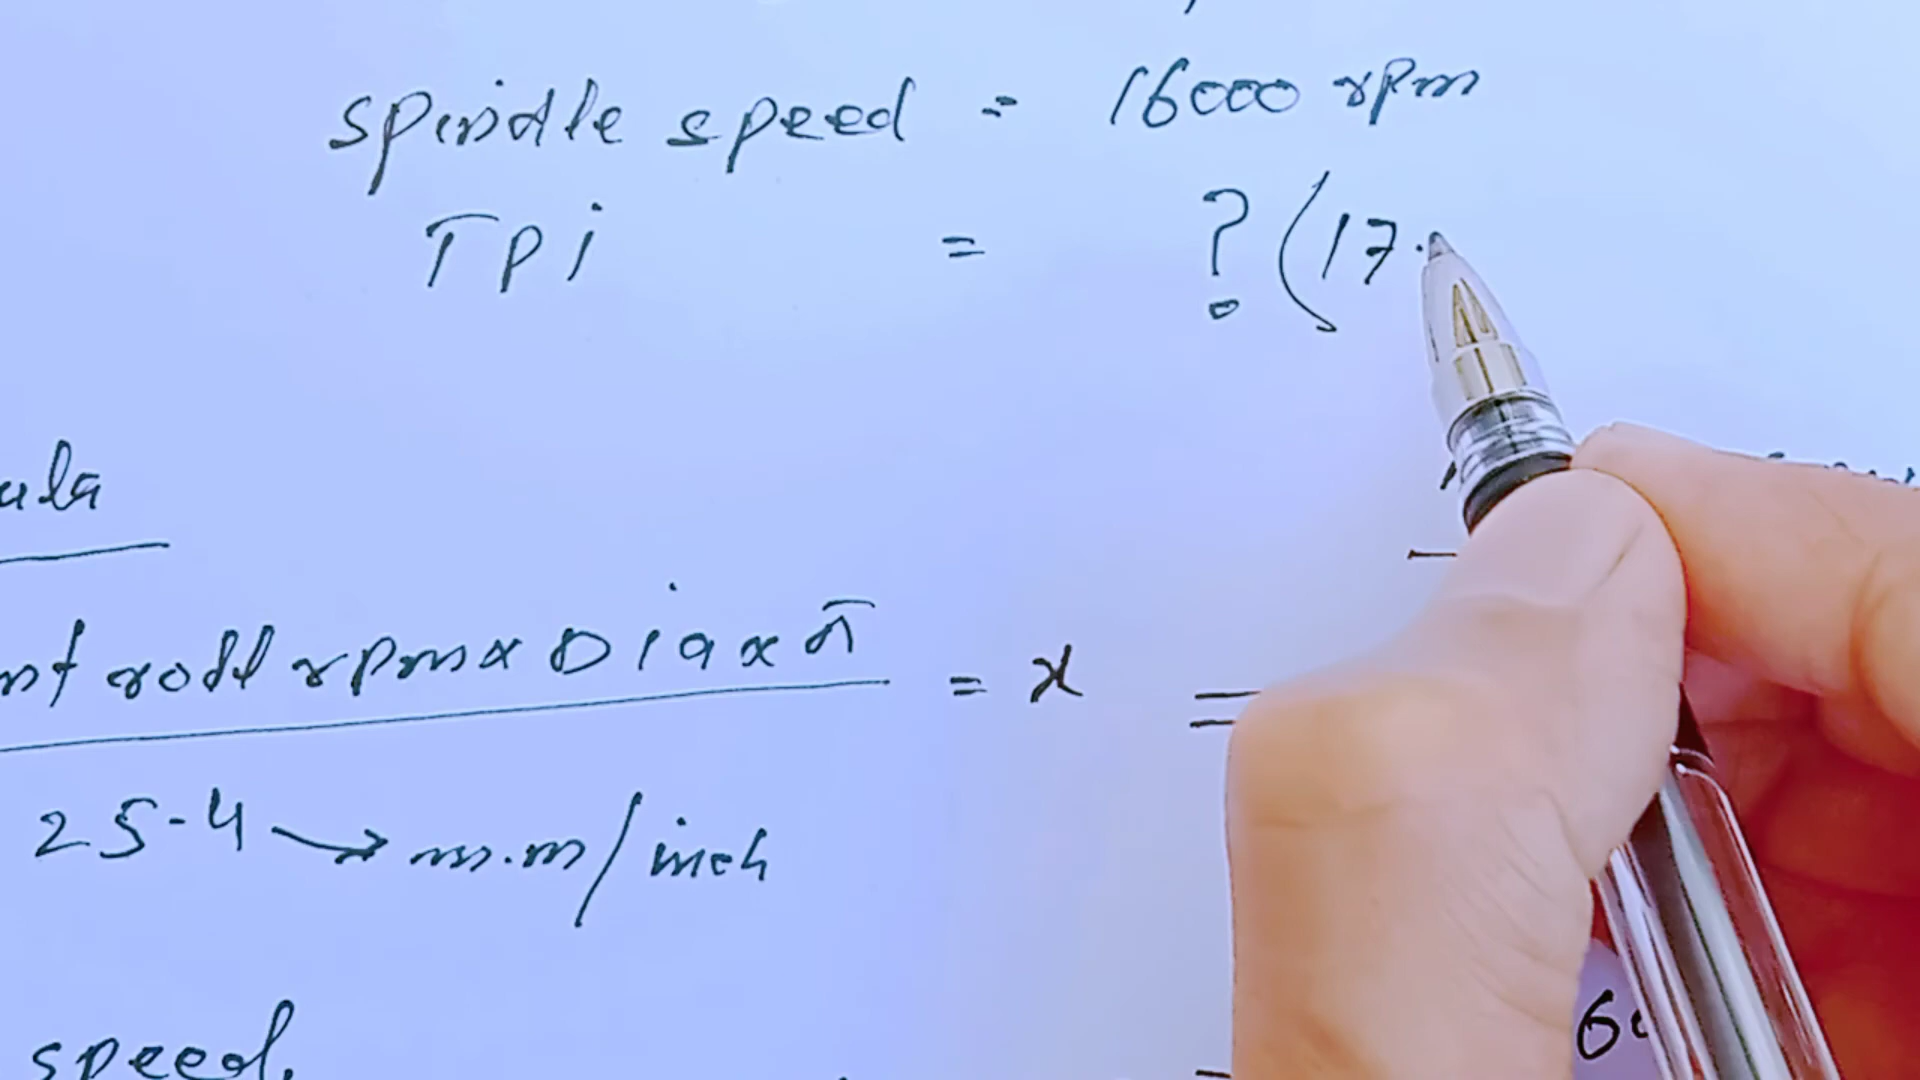 spindle speed = 16000 rpm
TPi = ? (17.
ula
nt roll rpm x Dia x π = x =
25.4 → m.m/inch
speed